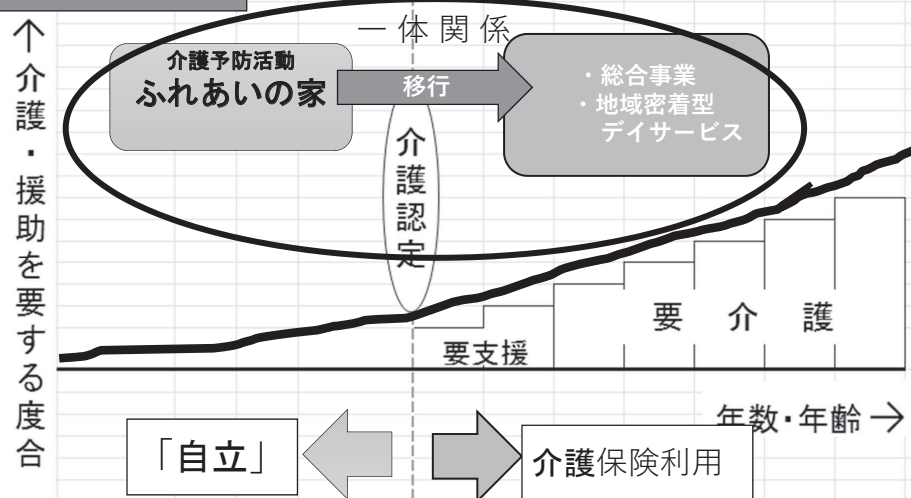 ↑介護・援助を要する度合
一体関係
介護予防活動
ふれあいの家
移行
・総合事業
・地域密着型
デイサービス
介護認定
要介護
要支援
年数・年齢→
「自立」
介護保険利用